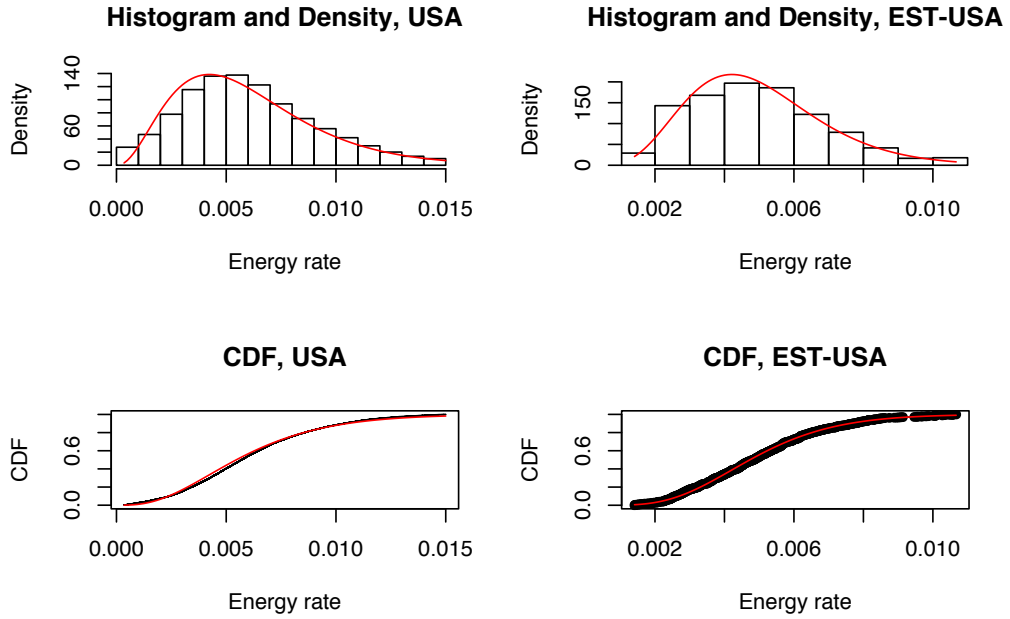 Histogram and Density, USA
Density
0 60 140
0.000 0.005 0.010 0.015
Energy rate
Histogram and Density, EST-USA
Density
0 150
0.002 0.006 0.010
Energy rate
CDF, USA
CDF
0.0 0.6
0.000 0.005 0.010 0.015
Energy rate
CDF, EST-USA
CDF
0.0 0.6
0.002 0.006 0.010
Energy rate